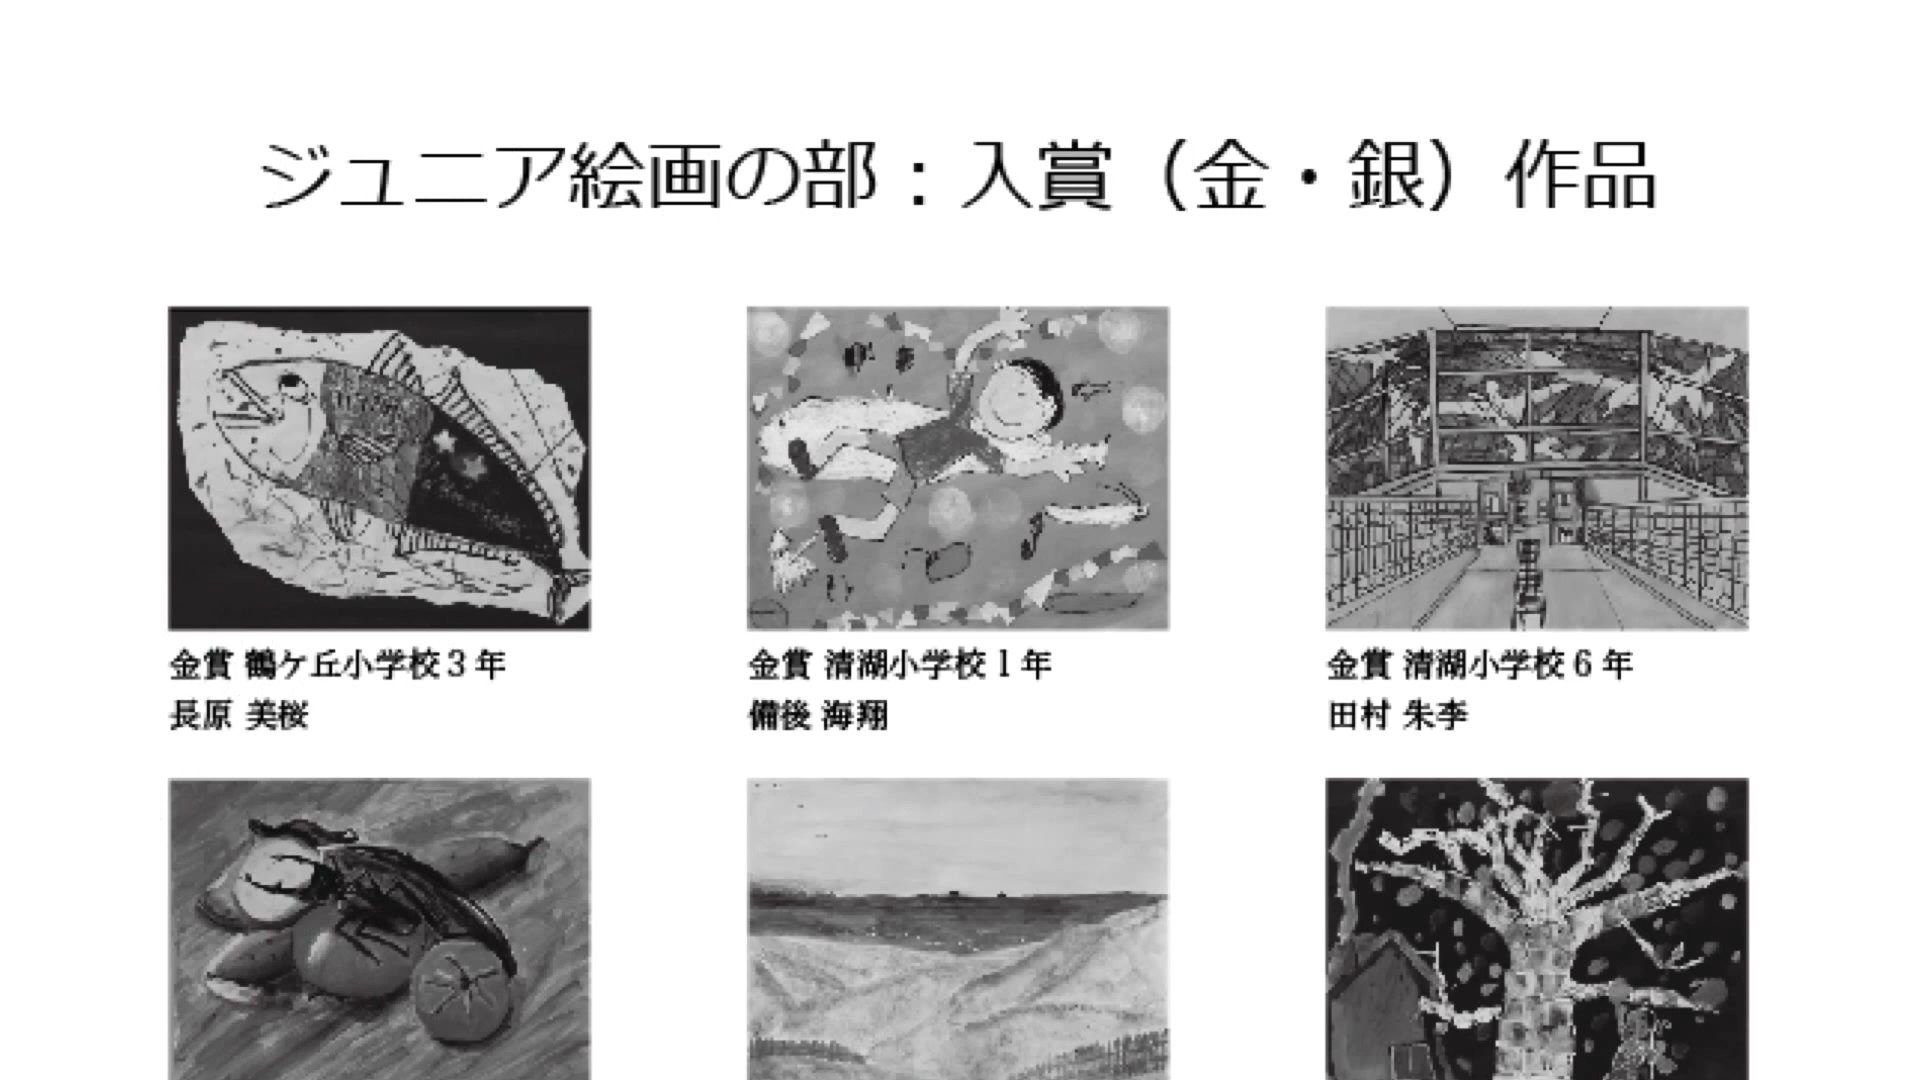 ジュニア絵画の部：入賞（金・銀）作品
金賞 鶴ケ丘小学校3年
長原 美桜
金賞 清湖小学校1年
備後 海翔
金賞 清湖小学校6年
田村 朱李